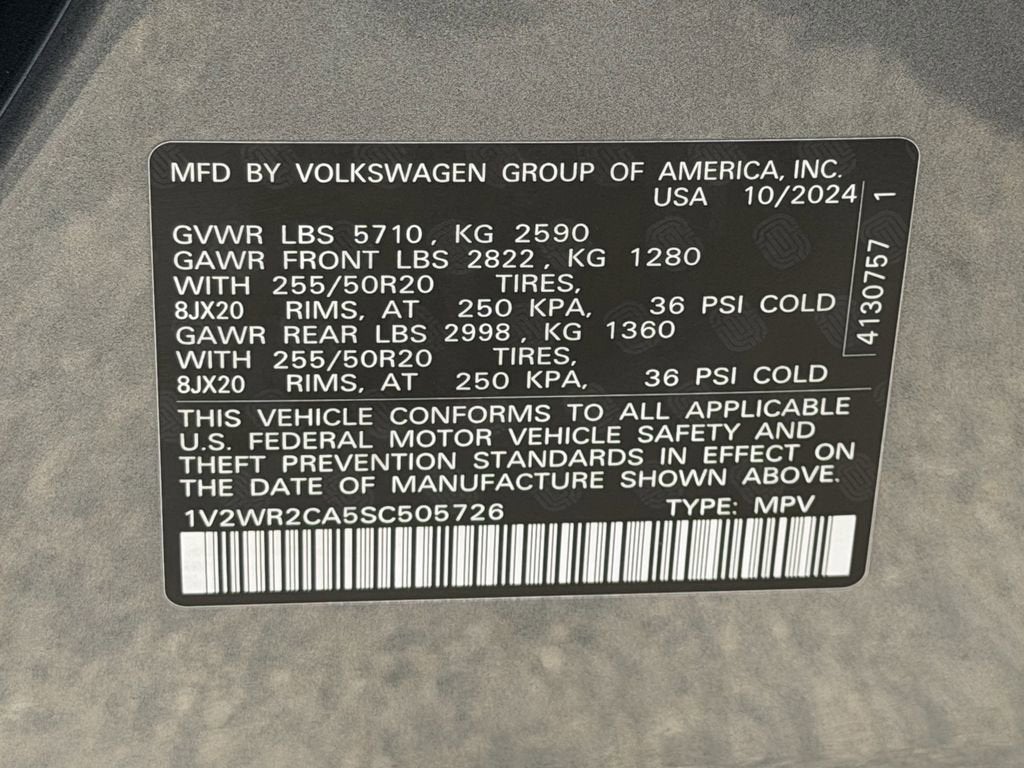 MFD BY VOLKSWAGEN GROUP OF AMERICA, INC.
USA 10/2024
GVWR LBS 5710, KG 2590
GAWR FRONT LBS 2822, KG 1280
WITH 255/50R20 TIRES,
8JX20 RIMS, AT 250 KPA, 36 PSI COLD
GAWR REAR LBS 2998, KG 1360
WITH 255/50R20 TIRES,
8JX20 RIMS, AT 250 KPA, 36 PSI COLD
4130757 1
THIS VEHICLE CONFORMS TO ALL APPLICABLE
U.S. FEDERAL MOTOR VEHICLE SAFETY AND
THEFT PREVENTION STANDARDS IN EFFECT ON
THE DATE OF MANUFACTURE SHOWN ABOVE.
1V2WR2CA5SC505726 TYPE: MPV